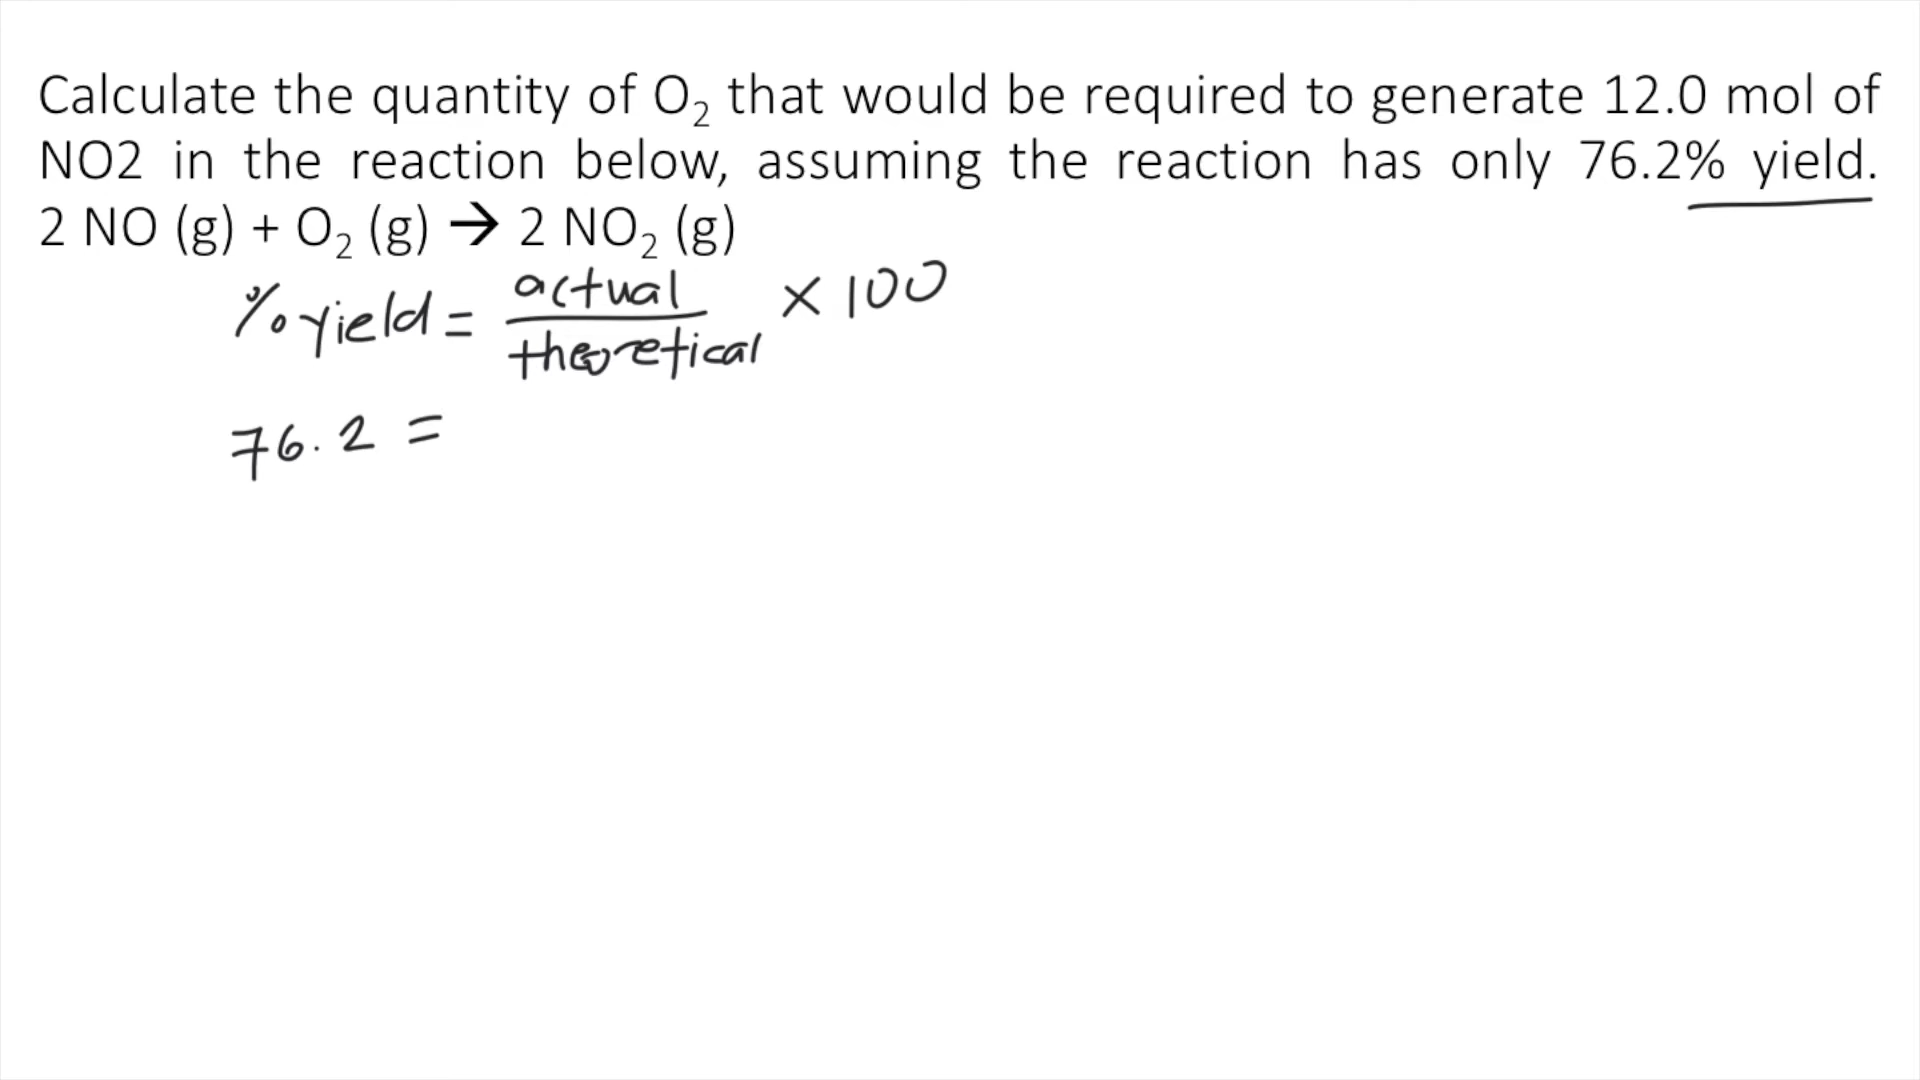 Calculate the quantity of O₂ that would be required to generate 12.0 mol of
NO2 in the reaction below, assuming the reaction has only 76.2% yield.
2 NO (g) + O₂ (g) → 2 NO₂ (g)
% yield = actual / theoretical × 100
76.2 =